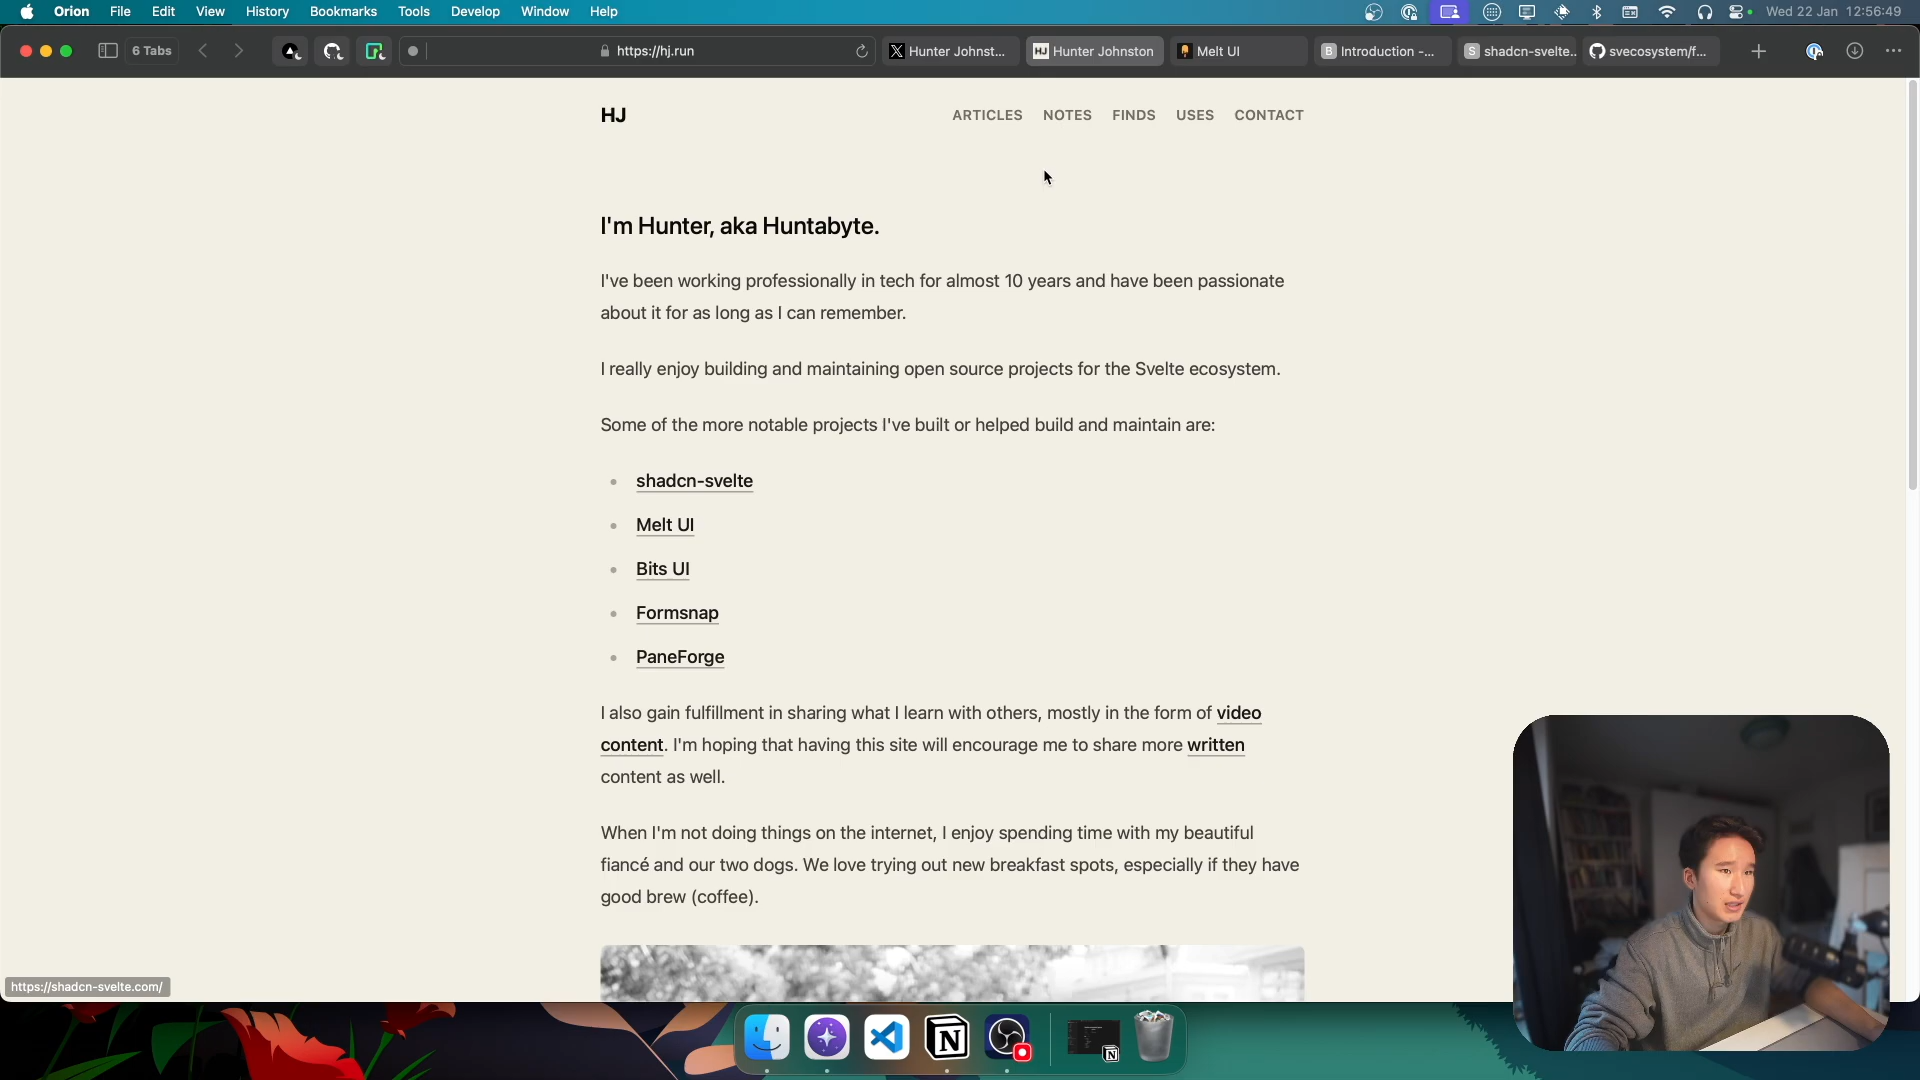 Orion File Edit View History Bookmarks Tools Develop Window Help
Wed 22 Jan 12:56:49
6 Tabs
https://hj.run
Hunter Johnst...
HJ Hunter Johnston
Melt UI
B Introduction -...
S shadcn-svelte...
svecosystem/f...
HJ
ARTICLES NOTES FINDS USES CONTACT
I'm Hunter, aka Huntabyte.
I've been working professionally in tech for almost 10 years and have been passionate
about it for as long as I can remember.
I really enjoy building and maintaining open source projects for the Svelte ecosystem.
Some of the more notable projects I've built or helped build and maintain are:
shadcn-svelte
Melt UI
Bits UI
Formsnap
PaneForge
I also gain fulfillment in sharing what I learn with others, mostly in the form of video
content. I'm hoping that having this site will encourage me to share more written
content as well.
When I'm not doing things on the internet, I enjoy spending time with my beautiful
fiancé and our two dogs. We love trying out new breakfast spots, especially if they have
good brew (coffee).
https://shadcn-svelte.com/